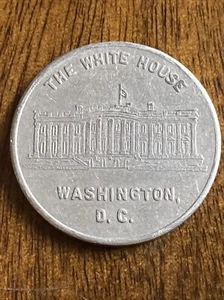 THE WHITE HOUSE
WASHINGTON,
D. C.